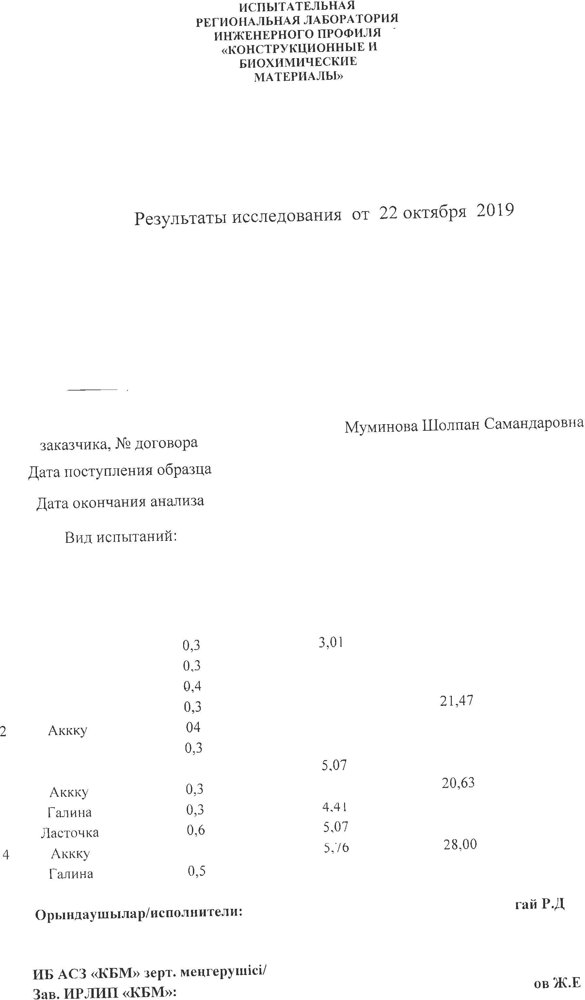 ИСПЫТАТЕЛЬНАЯ
РЕГИОНАЛЬНАЯ ЛАБОРАТОРИЯ
ИНЖЕНЕРНОГО ПРОФИЛЯ
«КОНСТРУКЦИОННЫЕ И
БИОХИМИЧЕСКИЕ
МАТЕРИАЛЫ»
Результаты исследования от 22 октября 2019
Муминова Шолпан Самандаровна
заказчика, № договора
Дата поступления образца
Дата окончания анализа
Вид испытаний:
0,3 3,01
0,3
0,4
0,3 21,47
2 Аккку 04
0,3
5,07
Аккку 0,3 20,63
Галина 0,3 4,41
Ласточка 0,6 5,07
4 Аккку 5,76 28,00
Галина 0,5
Орындаушылар/исполнители: гай Р.Д
ИБ АСЗ «КБМ» зерт. меңгерушісі/
Зав. ИРЛИП «КБМ»: ов Ж.Е